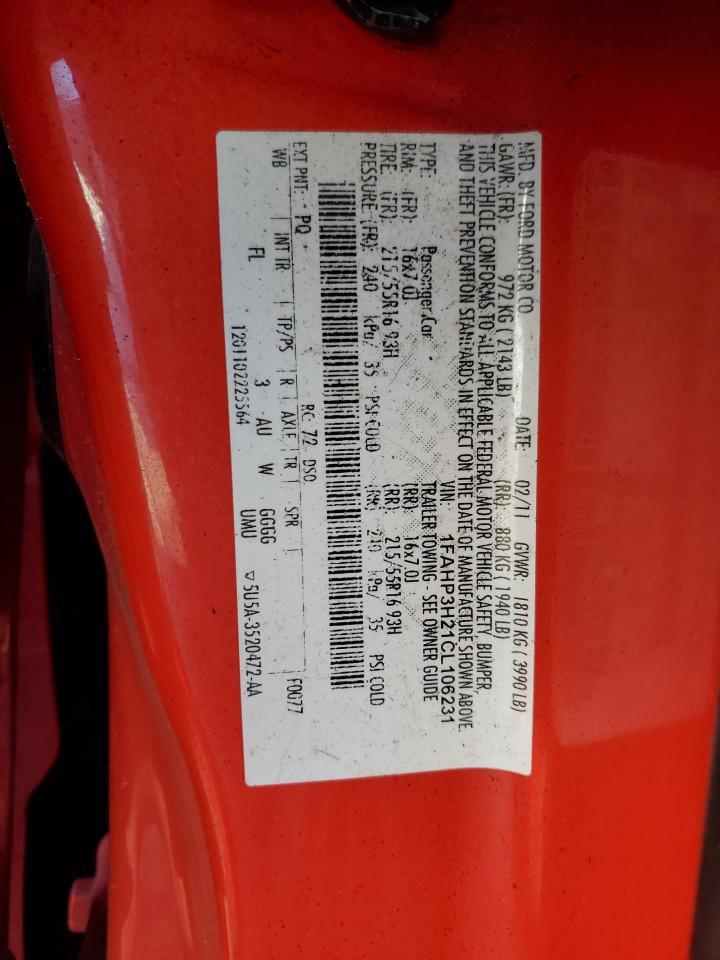 MFD. BY FORD MOTOR CO
DATE: 02/11 GVWR: 1810 KG ( 3990 LB)
GAWR: (FR): 972 KG ( 2143 LB) (RR): 880 KG ( 1940 LB)
THIS VEHICLE CONFORMS TO ALL APPLICABLE FEDERAL MOTOR VEHICLE SAFETY, BUMPER,
AND THEFT PREVENTION STANDARDS IN EFFECT ON THE DATE OF MANUFACTURE SHOWN ABOVE.
VIN: 1FAHP3H21CL106231
TYPE: Passenger Car TRAILER TOWING - SEE OWNER GUIDE
RIM: (FR): 16x7.0J (RR): 16x7.0J
TIRE: (FR): 215/55R16 93H (RR): 215/55R16 93H
PRESSURE (FR): 240 kPa/ 35 PSI COLD (RR): 240 kPa/ 35 PSI COLD
F0G77
EXT PNT: PQ RC: 72 DSO:
WB INT TR TP/PS R AXLE TR SPR
FL 3 AU W GGGG
1201102225564 UMU ▽ 5U5A-3520472-AA